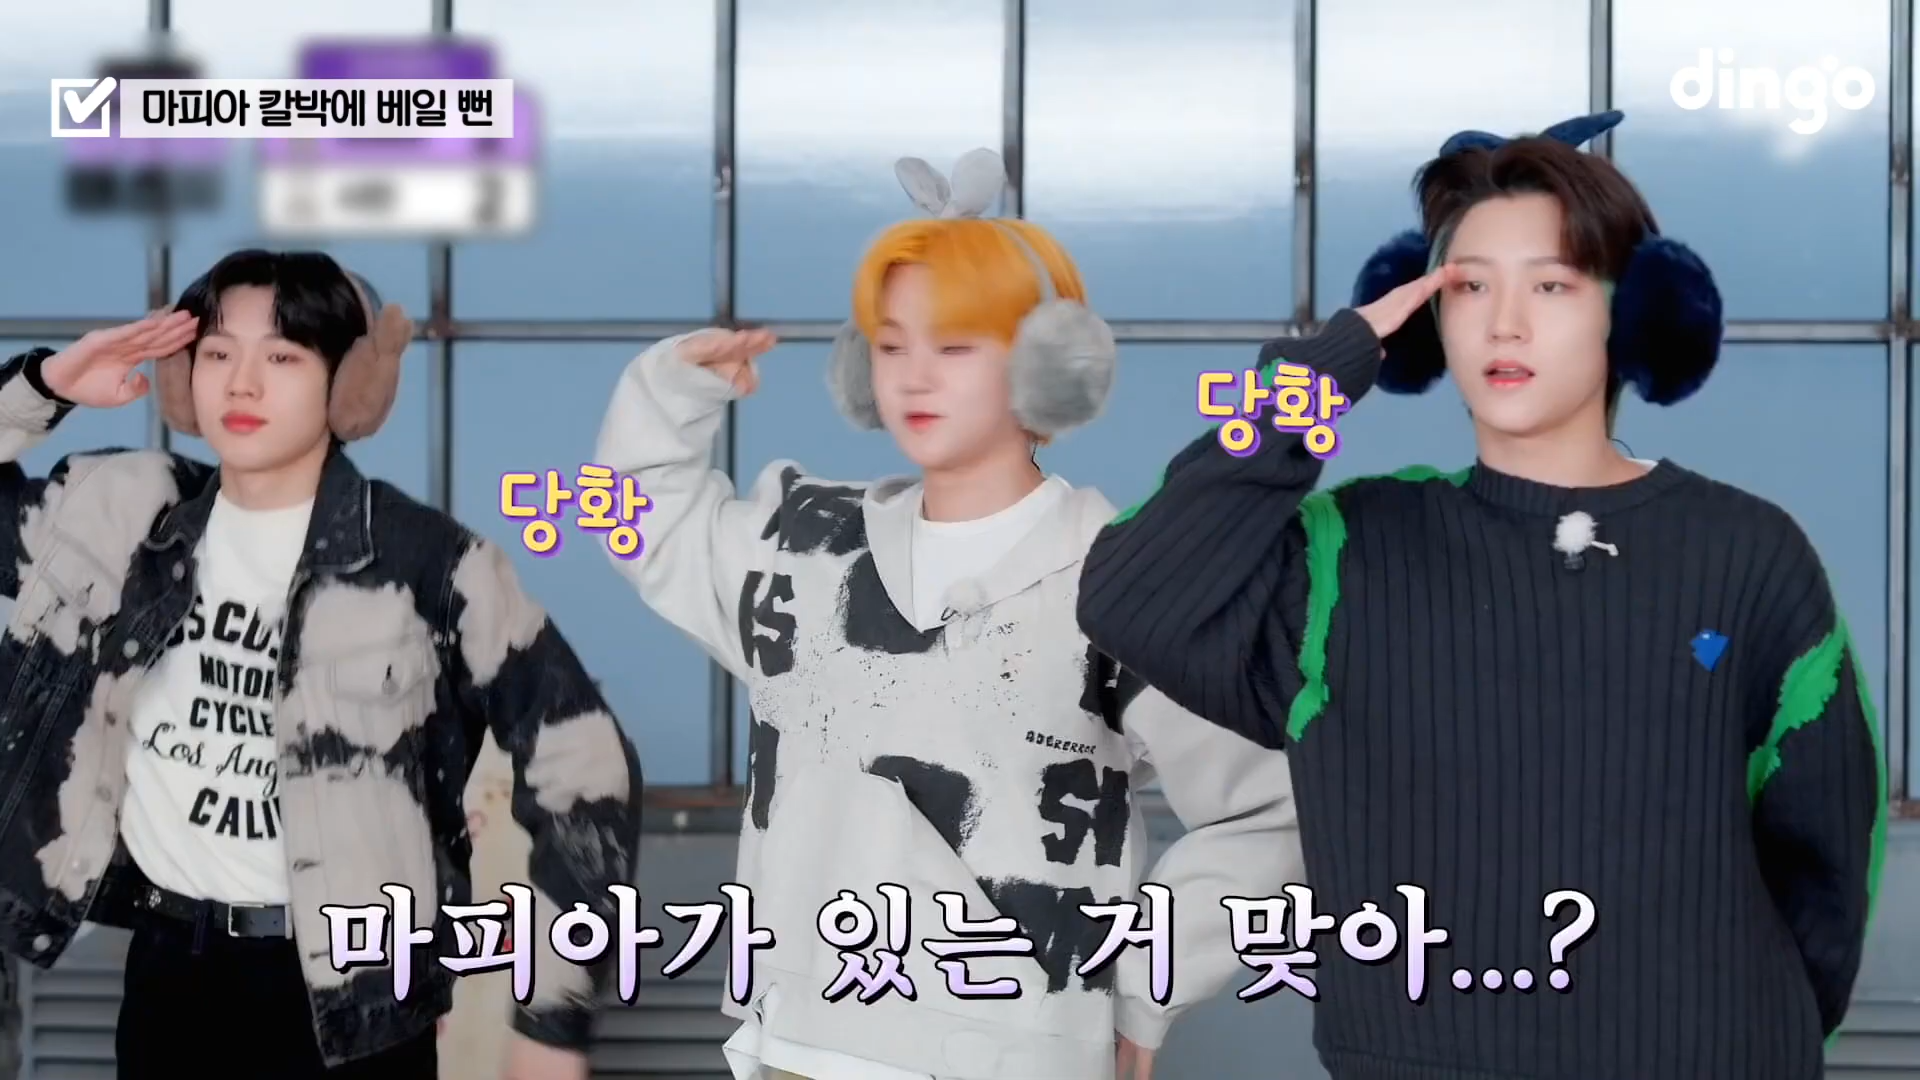 마피아 칼박에 베일 뻔
dingo
당황
당황
MOTOR
CYCLE
Los Ang
CALI
ADERERROR
마피아가 있는 거 맞아...?